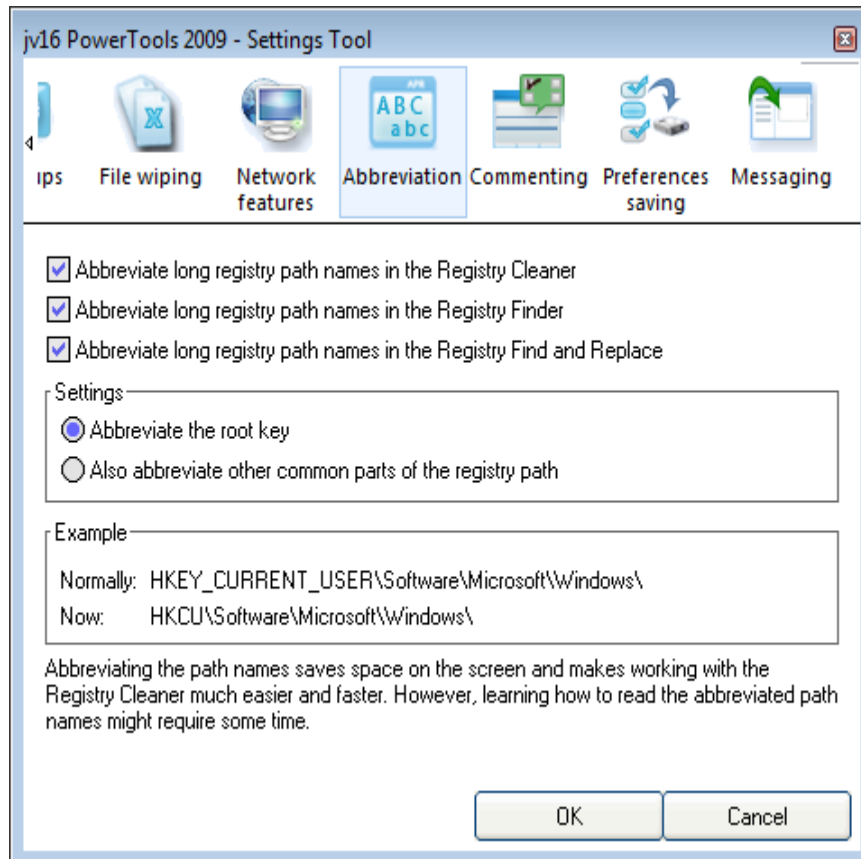 jv16 PowerTools 2009 - Settings Tool
ups
File wiping
Network
features
ABC
abc
Abbreviation
Commenting
Preferences
saving
Messaging
Abbreviate long registry path names in the Registry Cleaner
Abbreviate long registry path names in the Registry Finder
Abbreviate long registry path names in the Registry Find and Replace
Settings
Abbreviate the root key
Also abbreviate other common parts of the registry path
Example
Normally: HKEY_CURRENT_USER\Software\Microsoft\Windows\
Now: HKCU\Software\Microsoft\Windows\
Abbreviating the path names saves space on the screen and makes working with the
Registry Cleaner much easier and faster. However, learning how to read the abbreviated path
names might require some time.
OK
Cancel